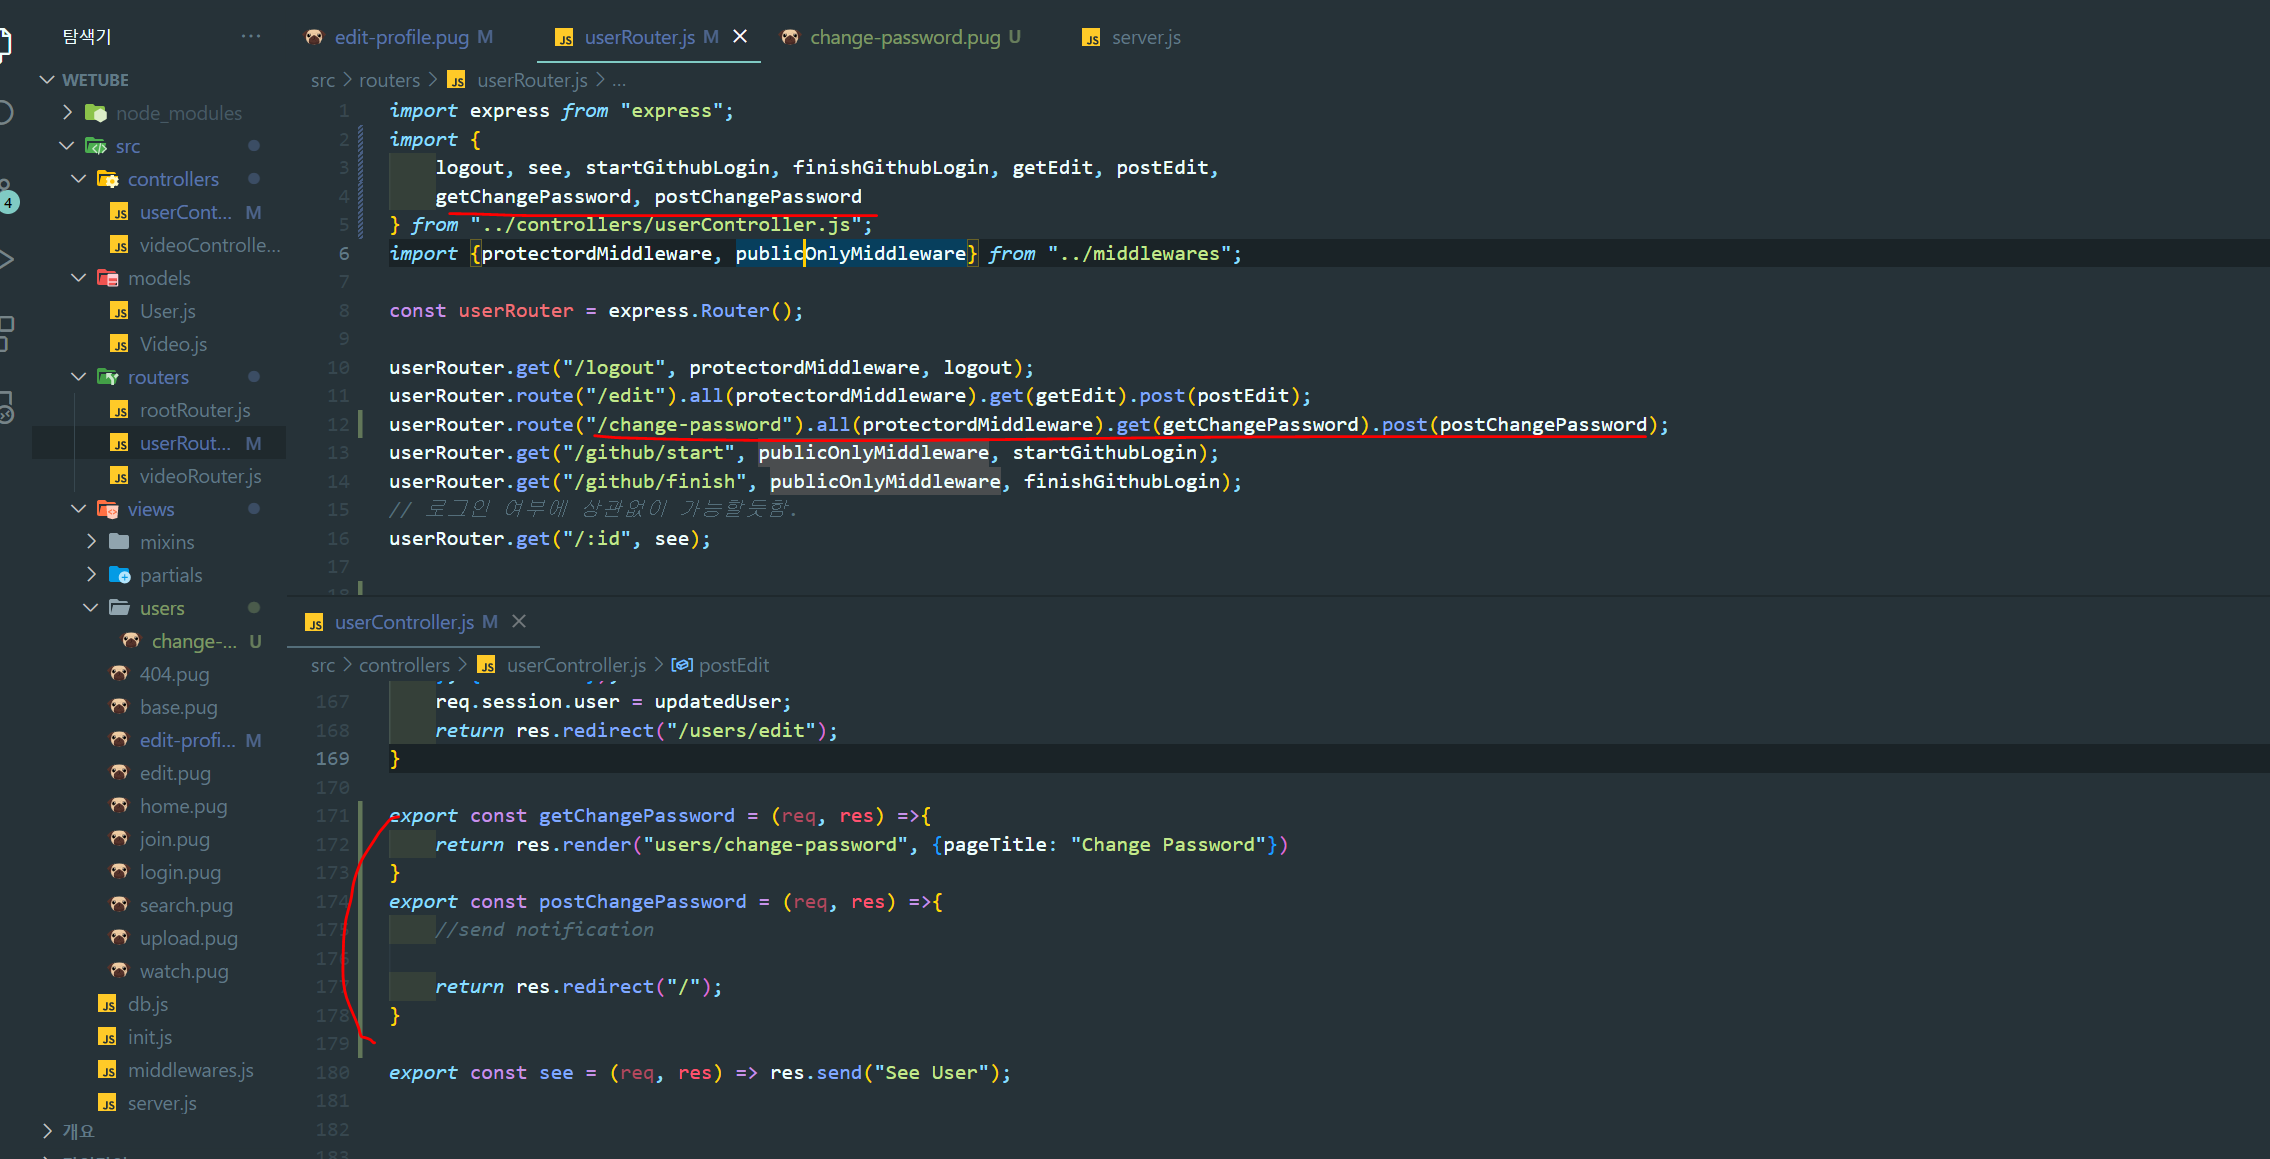 탐색기 ···
WETUBE
node_modules
src
controllers
userCont... M
videoControlle...
models
User.js
Video.js
routers
rootRouter.js
userRout... M
videoRouter.js
views
mixins
partials
users
change-... U
404.pug
base.pug
edit-profi... M
edit.pug
home.pug
join.pug
login.pug
search.pug
upload.pug
watch.pug
db.js
init.js
middlewares.js
server.js
개요
4
edit-profile.pug M
JS userRouter.js M
change-password.pug U
JS server.js
src > routers > JS userRouter.js > ...
1 import express from "express";
2 import {
3 logout, see, startGithubLogin, finishGithubLogin, getEdit, postEdit,
4 getChangePassword, postChangePassword
5 } from "../controllers/userController.js";
6 import {protectordMiddleware, publicOnlyMiddleware} from "../middlewares";
7
8 const userRouter = express.Router();
9
10 userRouter.get("/logout", protectordMiddleware, logout);
11 userRouter.route("/edit").all(protectordMiddleware).get(getEdit).post(postEdit);
12 userRouter.route("/change-password").all(protectordMiddleware).get(getChangePassword).post(postChangePassword);
13 userRouter.get("/github/start", publicOnlyMiddleware, startGithubLogin);
14 userRouter.get("/github/finish", publicOnlyMiddleware, finishGithubLogin);
15 // 로그인 여부에 상관없이 가능할듯함.
16 userRouter.get("/:id", see);
17
18
JS userController.js M
src > controllers > JS userController.js > postEdit
167 req.session.user = updatedUser;
168 return res.redirect("/users/edit");
169 }
170
171 export const getChangePassword = (req, res) =>{
172 return res.render("users/change-password", {pageTitle: "Change Password"})
173 }
174 export const postChangePassword = (req, res) =>{
175 //send notification
176
177 return res.redirect("/");
178 }
179
180 export const see = (req, res) => res.send("See User");
181
182
183